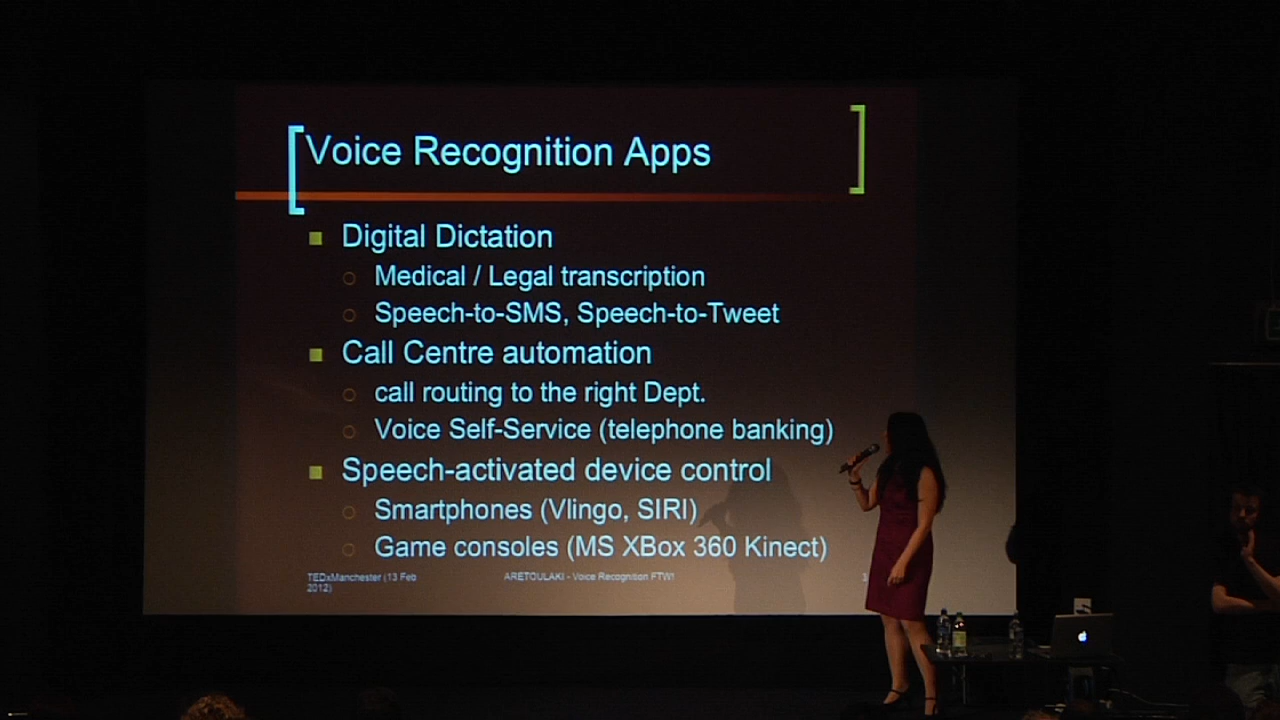 Voice Recognition Apps
Digital Dictation
Medical / Legal transcription
Speech-to-SMS, Speech-to-Tweet
Call Centre automation
call routing to the right Dept.
Voice Self-Service (telephone banking)
Speech-activated device control
Smartphones (Vlingo, SIRI)
Game consoles (MS XBox 360 Kinect)
TEDxManchester (13 Feb
2012)
ARETOULAKI - Voice Recognition FTW!
3